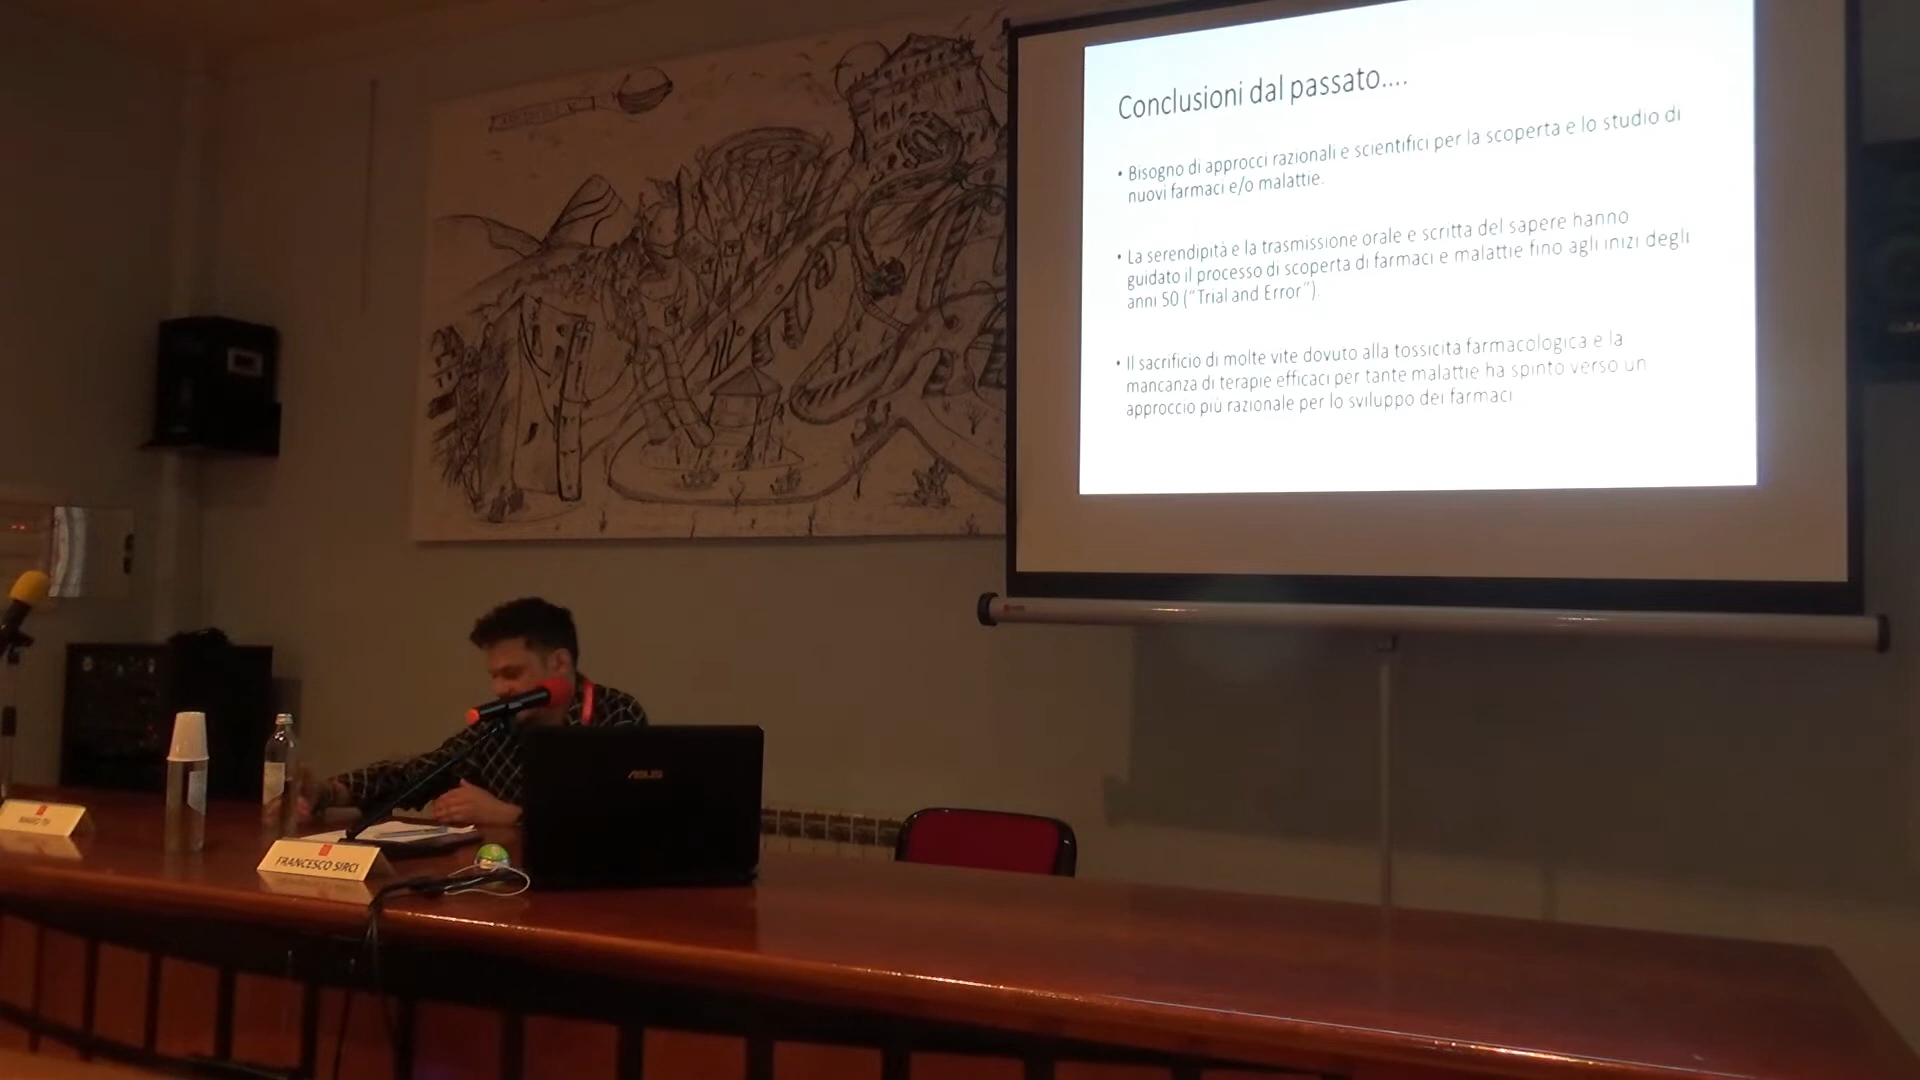 Conclusioni dal passato....
• Bisogno di approcci razionali e scientifici per la scoperta e lo studio di
nuovi farmaci e/o malattie.
• La serendipità e la trasmissione orale e scritta del sapere hanno
guidato il processo di scoperta di farmaci e malattie fino agli inizi degli
anni 50 (“Trial and Error”).
• Il sacrificio di molte vite dovuto alla tossicità farmacologica e la
mancanza di terapie efficaci per tante malattie ha spinto verso un
approccio più razionale per lo sviluppo dei farmaci
ASUS
FRANCESCO SIRCI